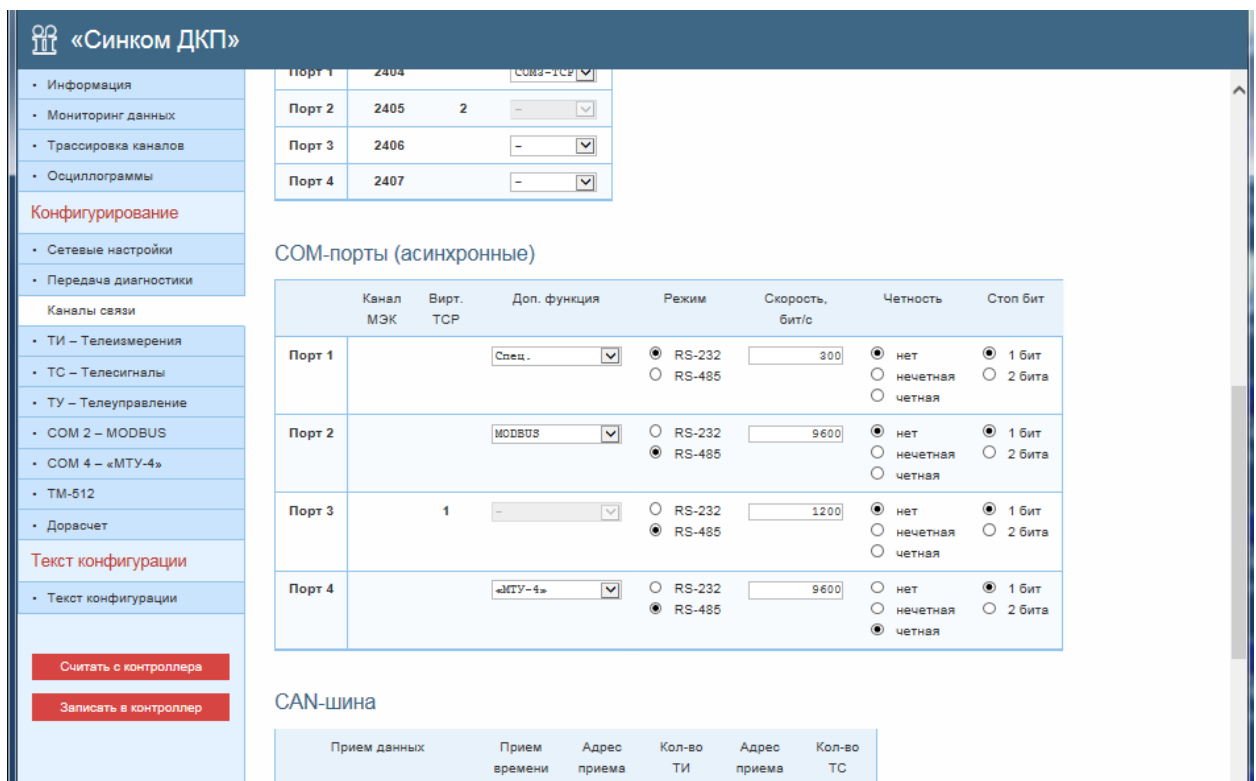 «Синком ДКП»
• Информация
• Мониторинг данных
• Трассировка каналов
• Осциллограммы
Конфигурирование
• Сетевые настройки
• Передача диагностики
Каналы связи
• ТИ – Телеизмерения
• ТС – Телесигналы
• ТУ – Телеуправление
• COM 2 – MODBUS
• COM 4 – «МТУ-4»
• ТМ-512
• Дорасчет
Текст конфигурации
• Текст конфигурации
Считать с контроллера
Записать в контроллер
Порт 1 2404 COM3-TCP
Порт 2 2405 2 –
Порт 3 2406 –
Порт 4 2407 –
COM-порты (асинхронные)
Канал Вирт. Доп. функция Режим Скорость, Четность Стоп бит
МЭК TCP бит/с
Порт 1 Спец. RS-232 300 нет 1 бит
RS-485 нечетная 2 бита
четная
Порт 2 MODBUS RS-232 9600 нет 1 бит
RS-485 нечетная 2 бита
четная
Порт 3 1 – RS-232 1200 нет 1 бит
RS-485 нечетная 2 бита
четная
Порт 4 «МТУ-4» RS-232 9600 нет 1 бит
RS-485 нечетная 2 бита
четная
CAN-шина
Прием данных Прием Адрес Кол-во Адрес Кол-во
времени приема ТИ приема ТС